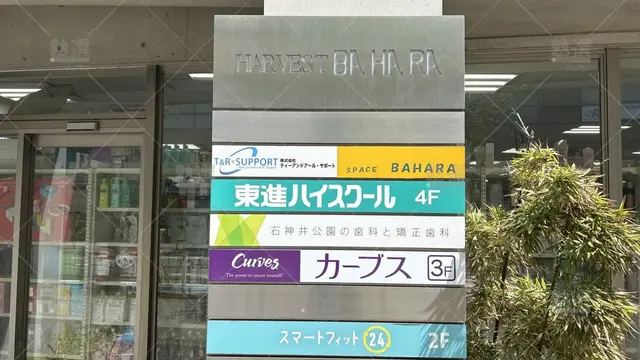 HARVEST BAHARA
T&R SUPPORT 株式会社 ティーアンドアール・サポート
SPACE BAHARA
東進ハイスクール 4F
石神井公園の歯科と矯正歯科
Curves カーブス 3F
The power to amaze yourself
スマートフィット 24 2F